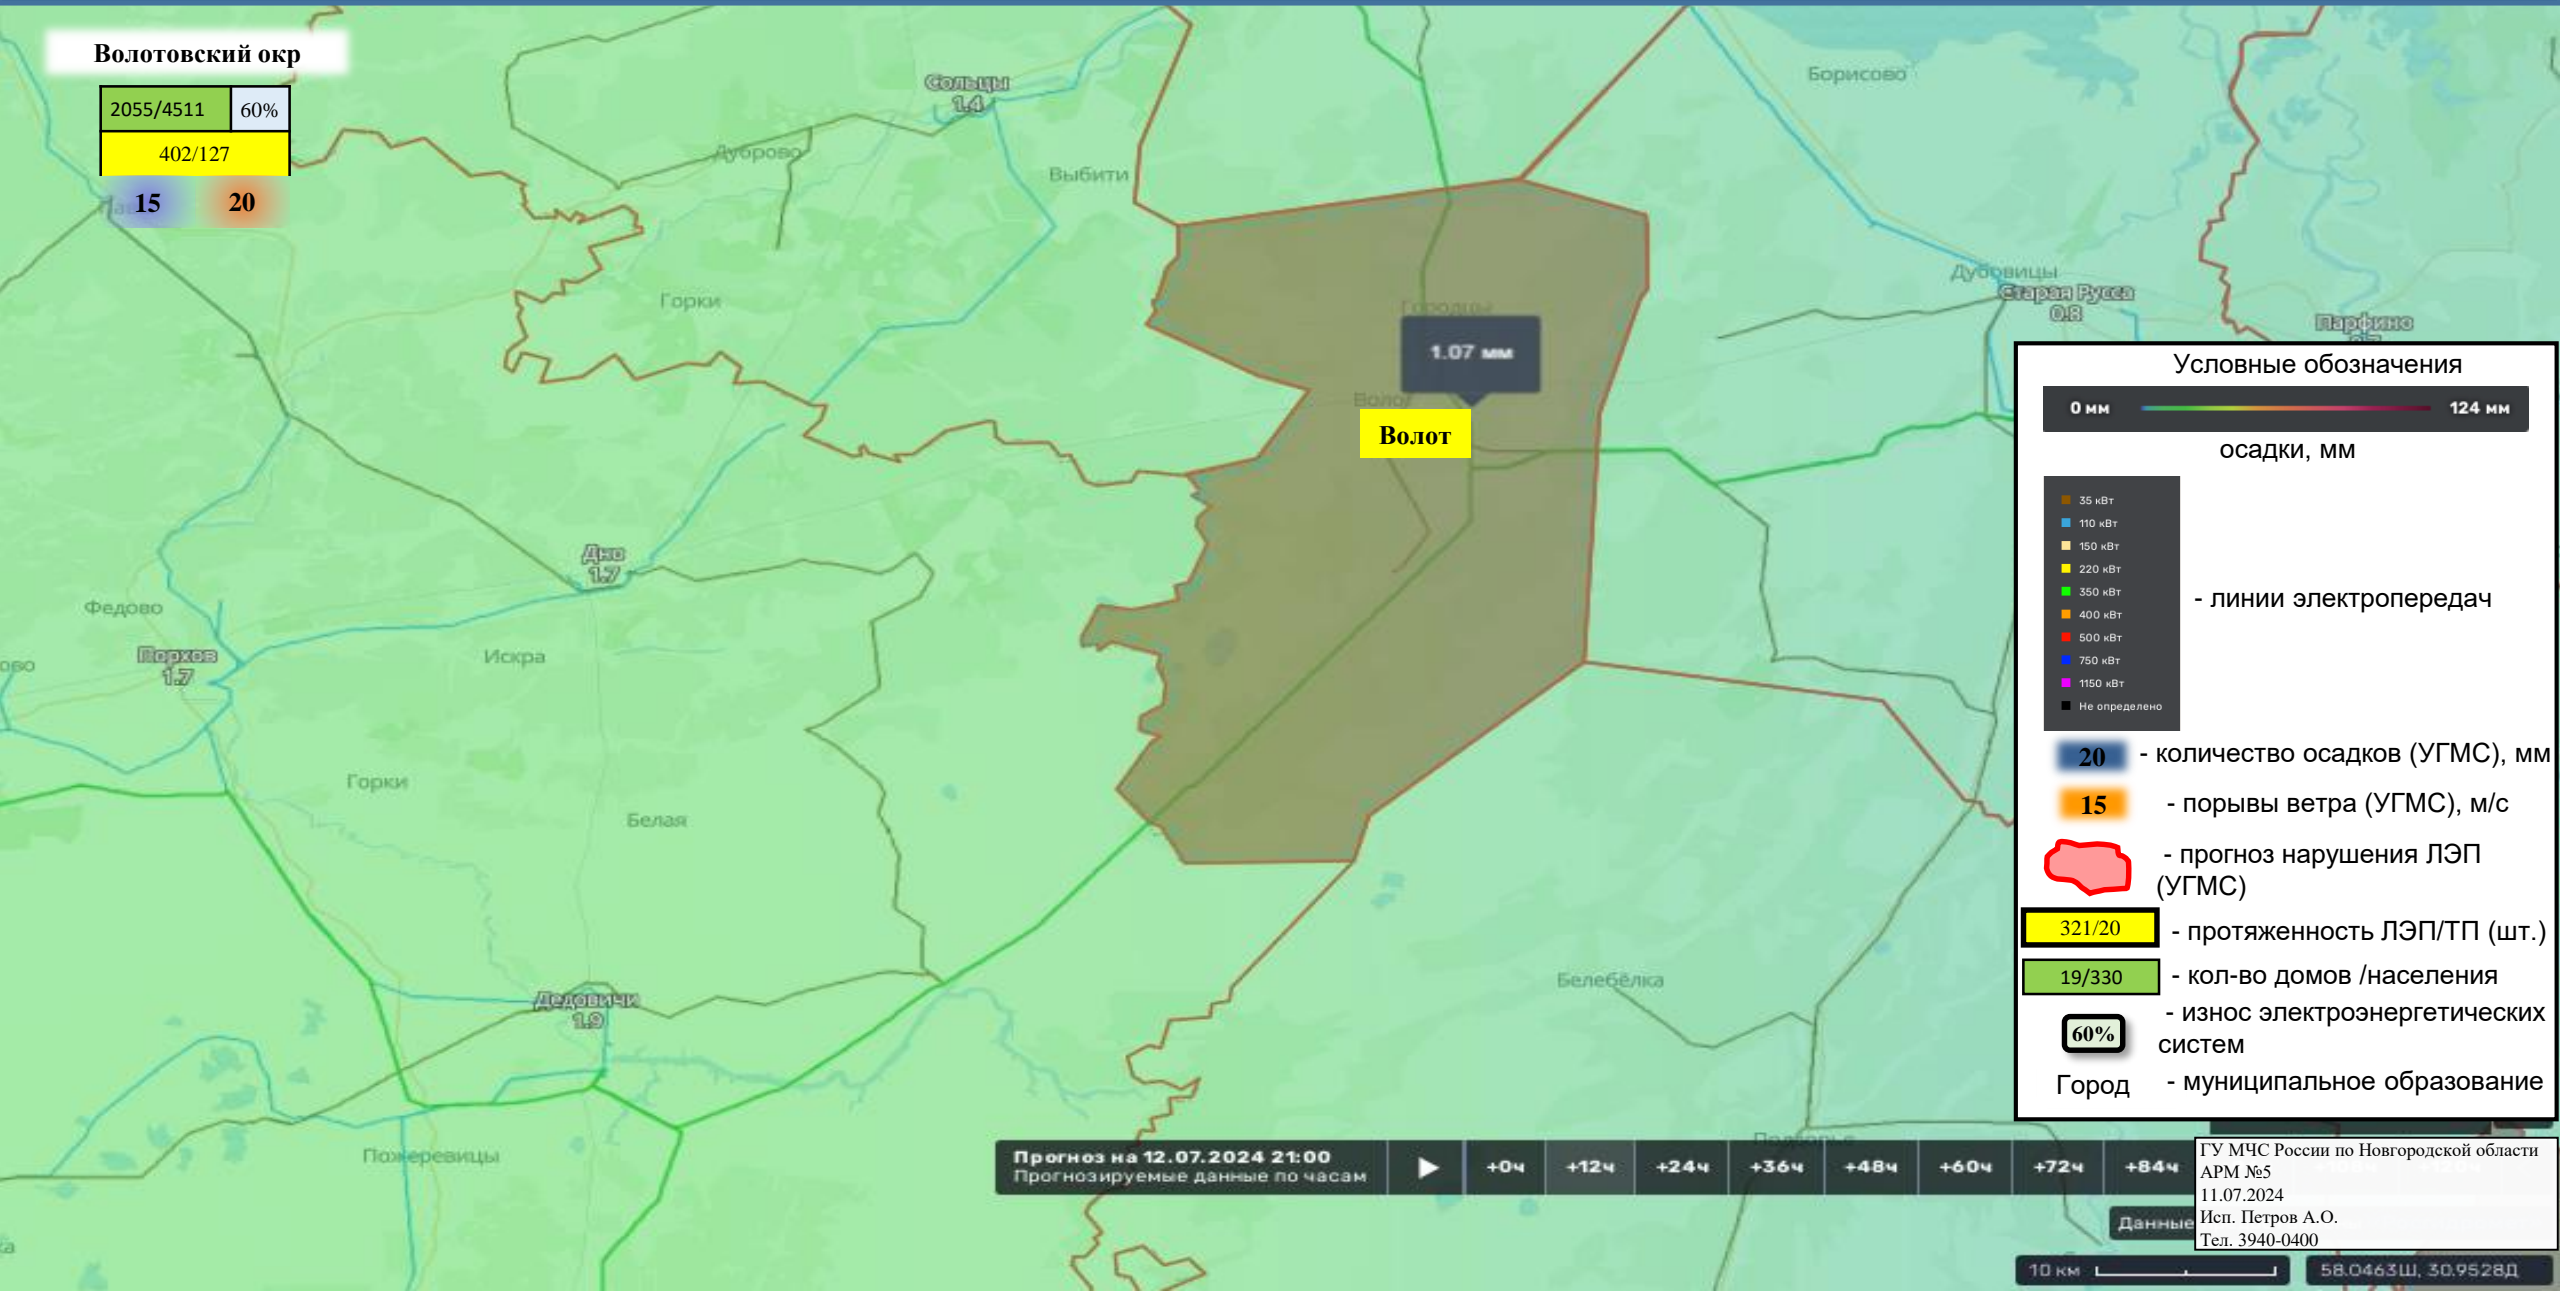 Волотовский окр
2055/4511 60%
402/127
15 20
Сольцы
1.4
Борисово
Дуброво
Выбити
Горки
Дубовицы
Старая Русса
0.8
Парфино
Городцы
1.07 мм
Волот
Волот
Дно
1.7
Федово
Порхов
1.7
Искра
Горки
Белая
Белебёлка
Дедовичи
1.9
Пожеревицы
Условные обозначения
0 мм 124 мм
осадки, мм
35 кВт
110 кВт
150 кВт
220 кВт
350 кВт
400 кВт
500 кВт
750 кВт
1150 кВт
Не определено
- линии электропередач
20 - количество осадков (УГМС), мм
15 - порывы ветра (УГМС), м/с
- прогноз нарушения ЛЭП
(УГМС)
321/20 - протяженность ЛЭП/ТП (шт.)
19/330 - кол-во домов /населения
- износ электроэнергетических
60% систем
Город - муниципальное образование
Прогноз на 12.07.2024 21:00
Прогнозируемые данные по часам
+0ч +12ч +24ч +36ч +48ч +60ч +72ч +84ч
ГУ МЧС России по Новгородской области
АРМ №5
11.07.2024
Исп. Петров А.О.
Тел. 3940-0400
Данные
10 км
58.0463Ш, 30.9528Д